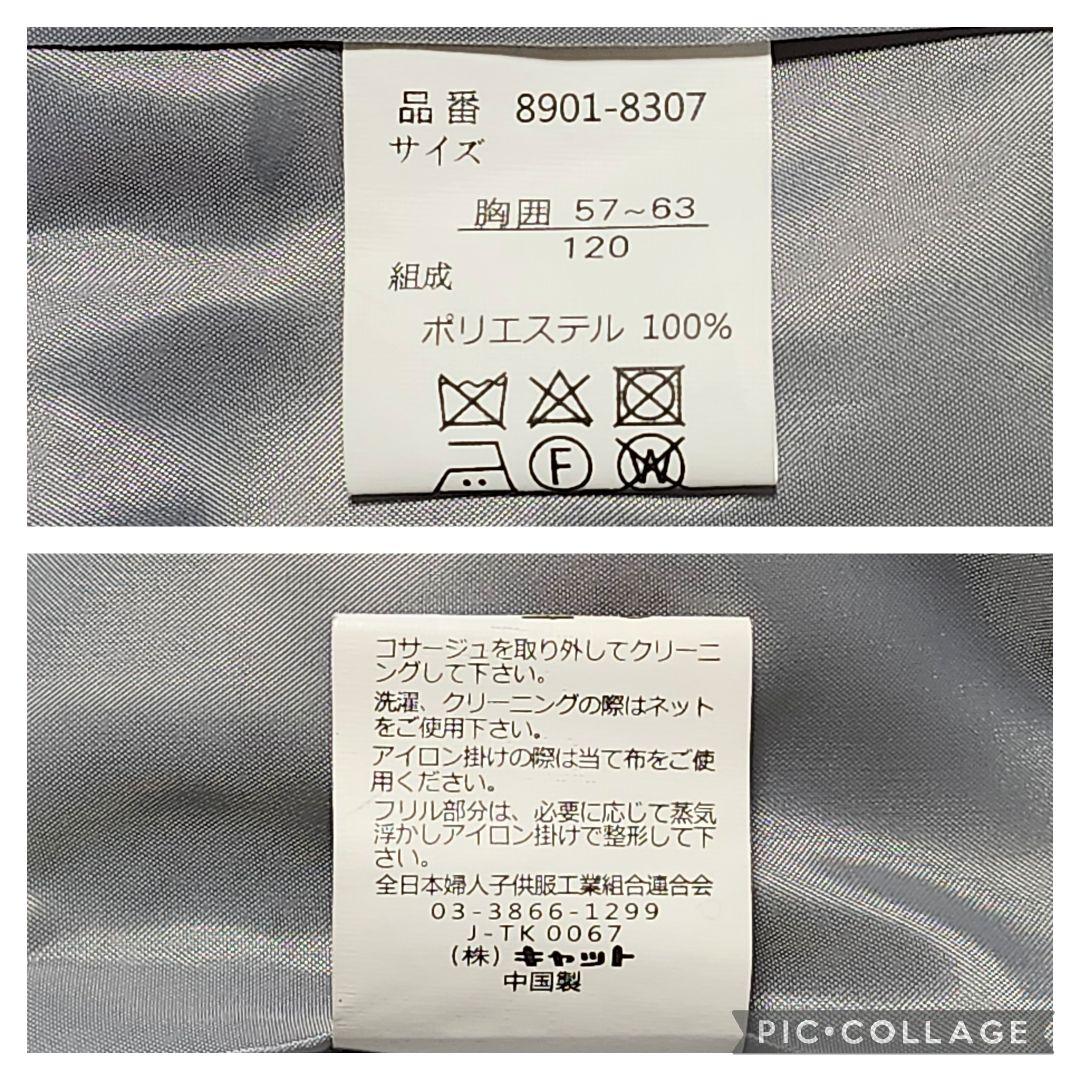 品番 8901-8307
サイズ
胸囲 57~63
120
組成
ポリエステル 100%
F
W
コサージュを取り外してクリーニ
ングして下さい。
洗濯、クリーニングの際はネット
をご使用下さい。
アイロン掛けの際は当て布をご使
用ください。
フリル部分は、必要に応じて蒸気
浮かしアイロン掛けで整形して下
さい。
全日本婦人子供服工業組合連合会
03-3866-1299
J-TK0067
(株)キャット
中国製
PIC•COLLAGE